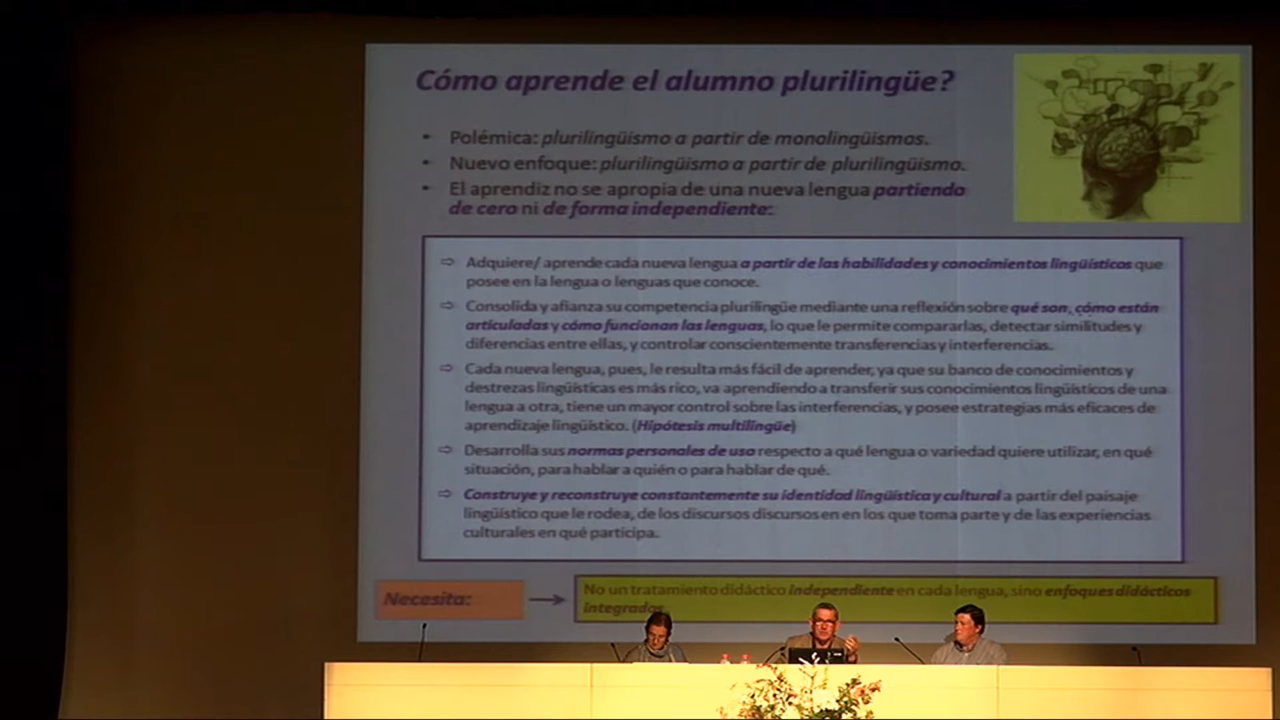 Cómo aprende el alumno plurilingüe?
• Polémica: plurilingüismo a partir de monolingüismos.
• Nuevo enfoque: plurilingüismo a partir de plurilingüismo.
• El aprendiz no se apropia de una nueva lengua partiendo
de cero ni de forma independiente:
⇨ Adquiere/ aprende cada nueva lengua a partir de las habilidades y conocimientos lingüísticos que
posee en la lengua o lenguas que conoce.
⇨ Consolida y afianza su competencia plurilingüe mediante una reflexión sobre qué son, cómo están
articuladas y cómo funcionan las lenguas, lo que le permite compararlas, detectar similitudes y
diferencias entre ellas, y controlar conscientemente transferencias y interferencias.
⇨ Cada nueva lengua, pues, le resulta más fácil de aprender, ya que su banco de conocimientos y
destrezas lingüísticas es más rico, va aprendiendo a transferir sus conocimientos lingüísticos de una
lengua a otra, tiene un mayor control sobre las interferencias, y posee estrategias más eficaces de
aprendizaje lingüístico. (Hipótesis multilingüe)
⇨ Desarrolla sus normas personales de uso respecto a qué lengua o variedad quiere utilizar, en qué
situación, para hablar a quién o para hablar de qué.
⇨ Construye y reconstruye constantemente su identidad lingüística y cultural a partir del paisaje
lingüístico que le rodea, de los discursos discursos en en los que toma parte y de las experiencias
culturales en qué participa.
Necesita:
No un tratamiento didáctico independiente en cada lengua, sino enfoques didácticos
integrados.